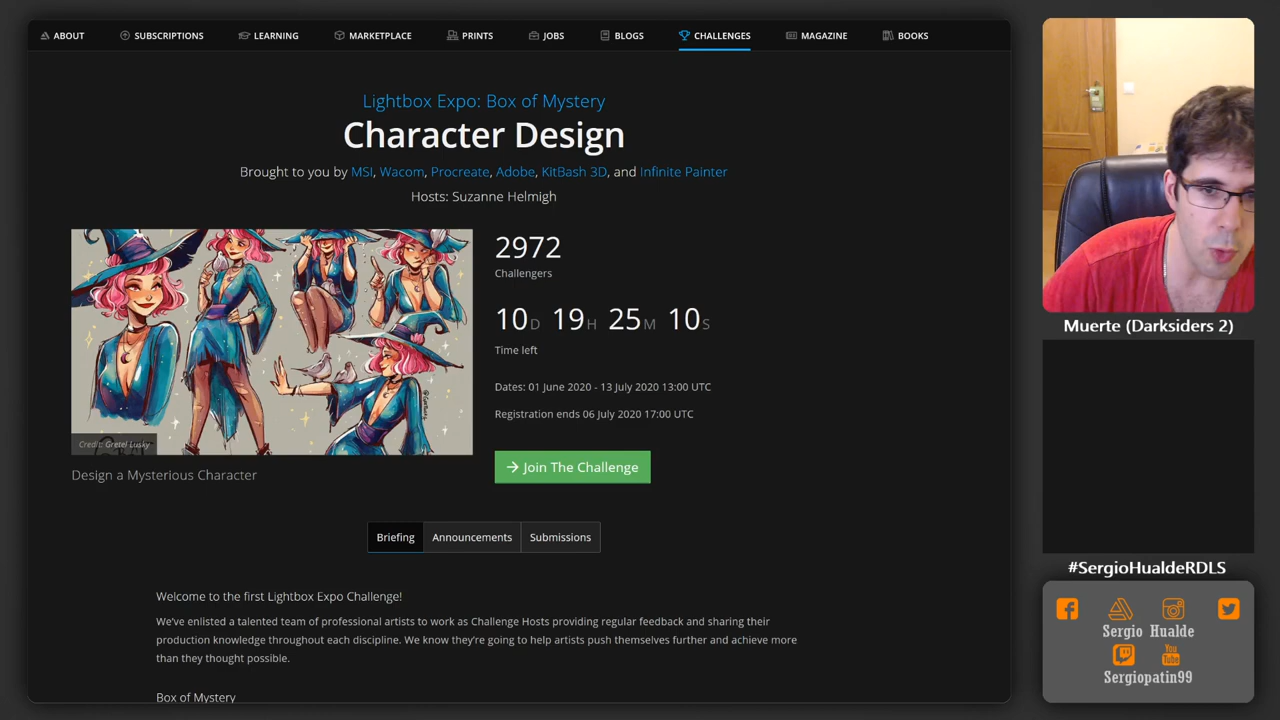 ABOUT
SUBSCRIPTIONS
LEARNING
MARKETPLACE
PRINTS
JOBS
BLOGS
CHALLENGES
MAGAZINE
BOOKS
Lightbox Expo: Box of Mystery
Character Design
Brought to you by MSI, Wacom, Procreate, Adobe, KitBash 3D, and Infinite Painter
Hosts: Suzanne Helmigh
Credit: Gretel Lusky
Design a Mysterious Character
2972
Challengers
10D 19H 25M 10S
Time left
Dates: 01 June 2020 - 13 July 2020 13:00 UTC
Registration ends 06 July 2020 17:00 UTC
→ Join The Challenge
Briefing
Announcements
Submissions
Welcome to the first Lightbox Expo Challenge!
We've enlisted a talented team of professional artists to work as Challenge Hosts providing regular feedback and sharing their
production knowledge throughout each discipline. We know they're going to help artists push themselves further and achieve more
than they thought possible.
Box of Mystery
Muerte (Darksiders 2)
#SergioHualdeRDLS
Sergio Hualde
You
Tube
Sergiopatin99